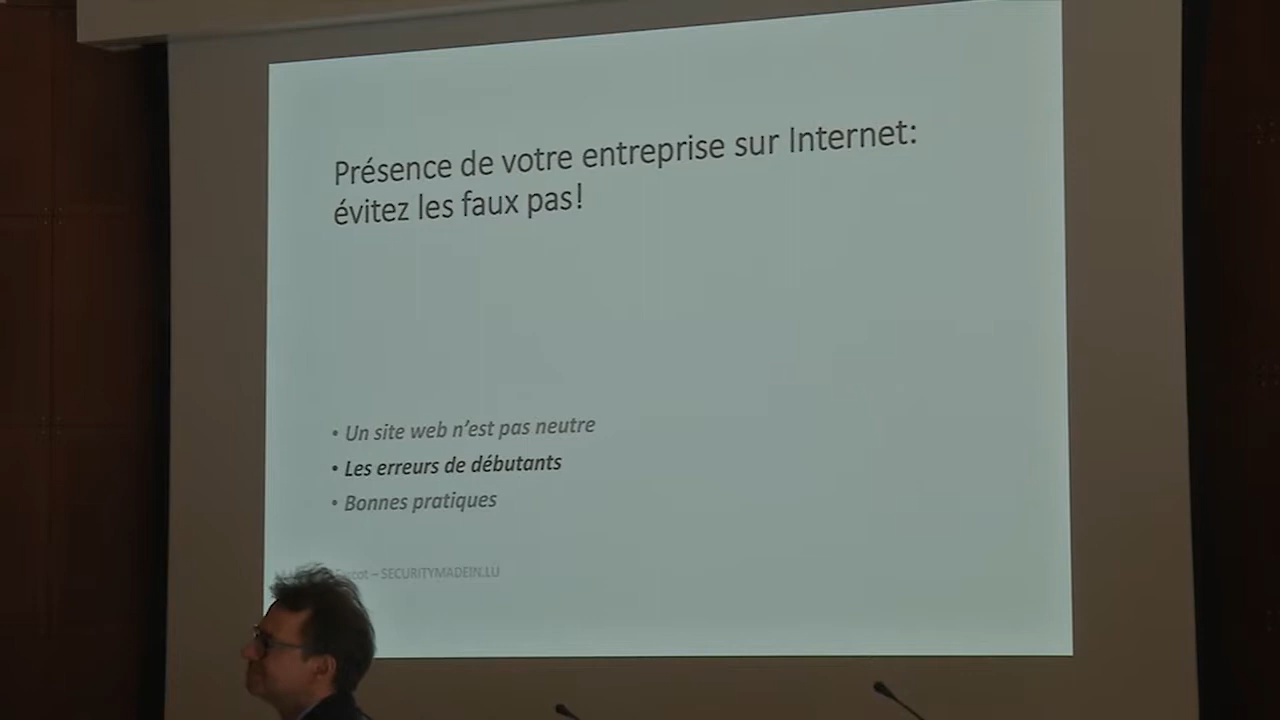 Présence de votre entreprise sur Internet:
évitez les faux pas!
• Un site web n'est pas neutre
• Les erreurs de débutants
• Bonnes pratiques
– SECURITYMADEIN.LU